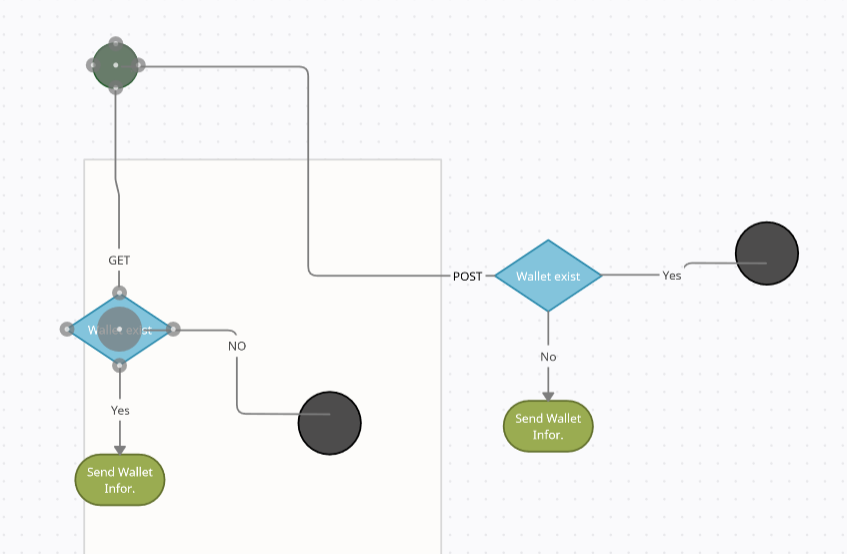 GET
POST
Wallet exist
Yes
Wallet exist
NO
No
Yes
Send Wallet
Infor.
Send Wallet
Infor.